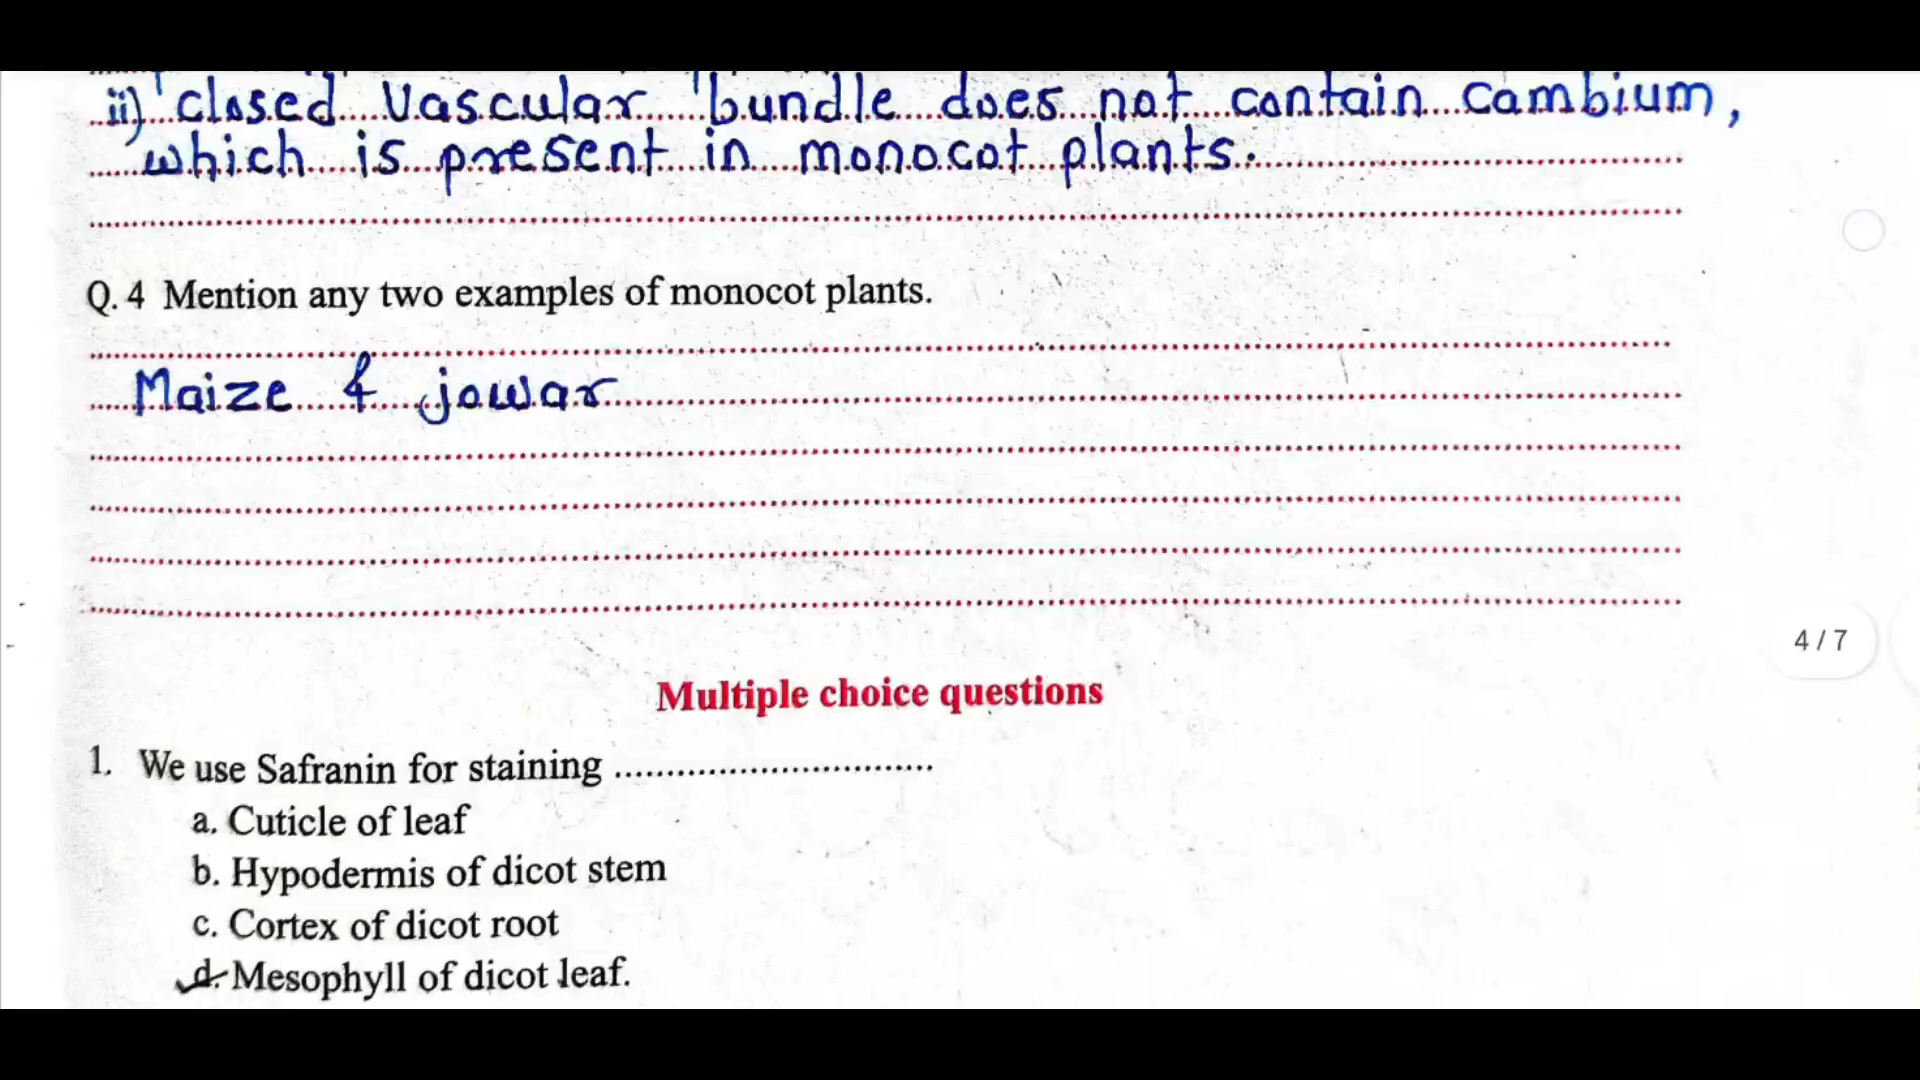 ii) closed vascular bundle does not contain cambium,
which is present in monocot plants.
Q. 4 Mention any two examples of monocot plants.
Maize & jowar
4 / 7
Multiple choice questions
1. We use Safranin for staining ................................
a. Cuticle of leaf
b. Hypodermis of dicot stem
c. Cortex of dicot root
d. Mesophyll of dicot leaf.